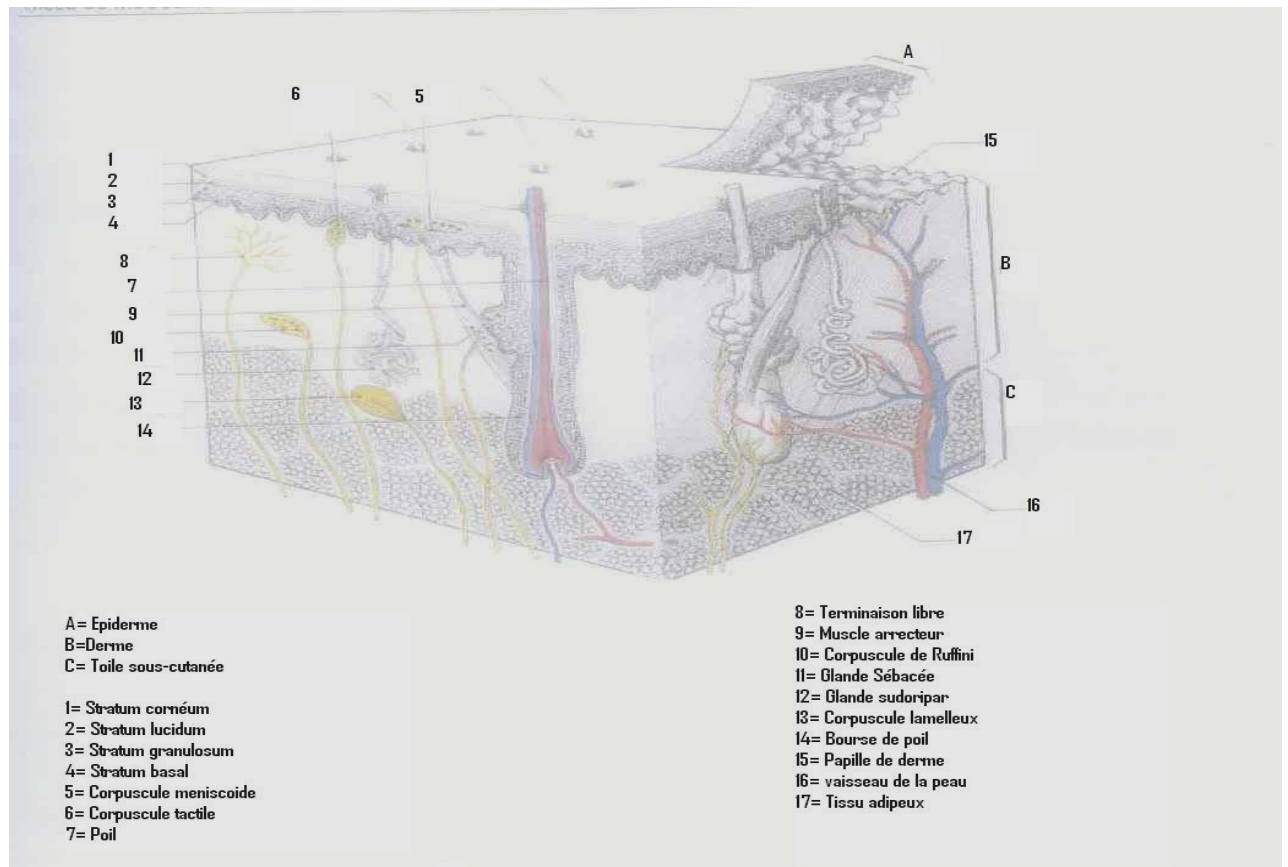 A
6
5
15
1
2
3
4
8
B
7
9
10
11
12
C
13
14
16
17
A= Epiderme
B=Derme
C= Toile sous-cutanée
1= Stratum cornéum
2= Stratum lucidum
3= Stratum granulosum
4= Stratum basal
5= Corpuscule meniscoide
6= Corpuscule tactile
7= Poil
8= Terminaison libre
9= Muscle arrecteur
10= Corpuscule de Ruffini
11= Glande Sébacée
12= Glande sudoripar
13= Corpuscule lamelleux
14= Bourse de poil
15= Papille de derme
16= vaisseau de la peau
17= Tissu adipeux